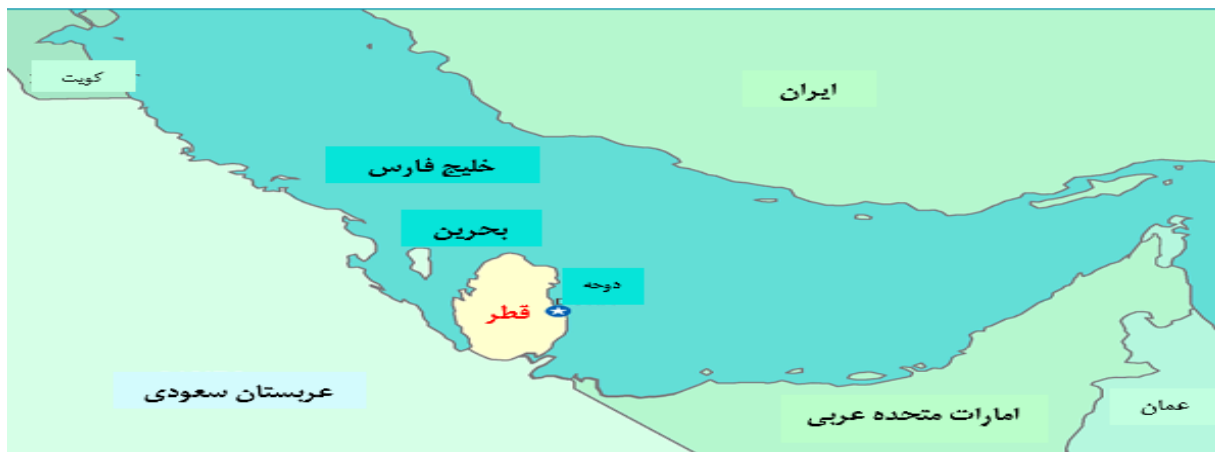 کویت
ایران
خلیج فارس
بحرین
دوحه
قطر
عربستان سعودی
امارات متحده عربی
عمان